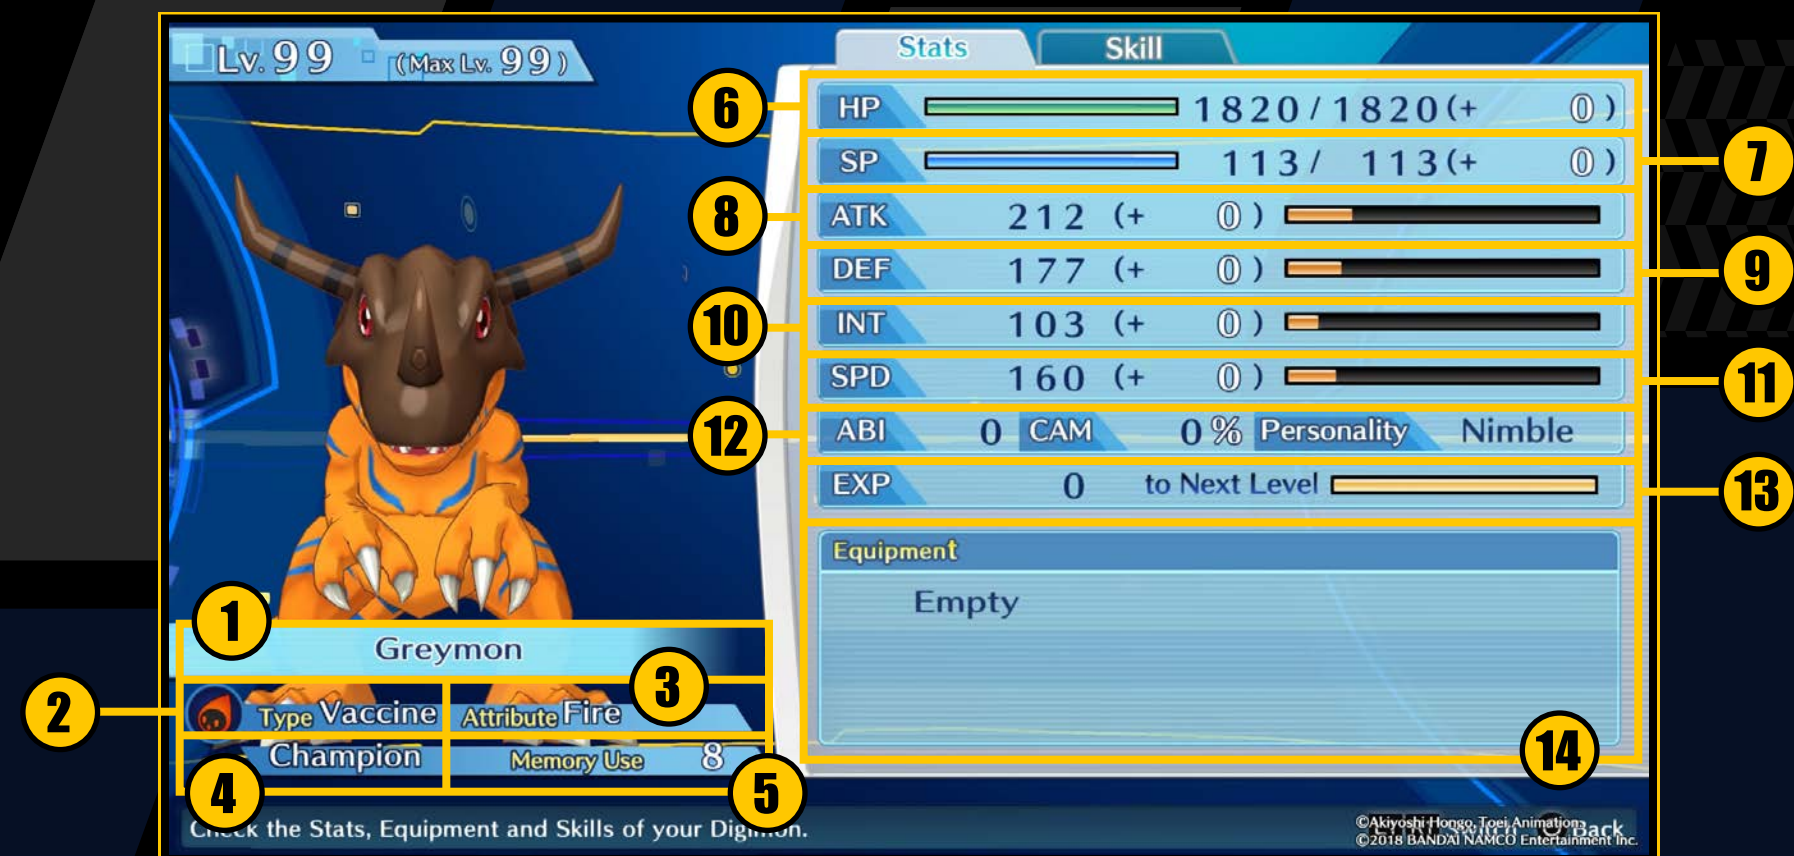 Lv. 99 (Max Lv. 99)
Stats Skill
6 HP 1820/1820(+ 0)
SP 113/ 113(+ 0) 7
8 ATK 212 (+ 0)
DEF 177 (+ 0) 9
10 INT 103 (+ 0)
SPD 160 (+ 0) 11
12 ABI 0 CAM 0% Personality Nimble
EXP 0 to Next Level 13
Equipment
Empty
14
1
Greymon
2 Type Vaccine Attribute Fire 3
4 Champion Memory Use 8 5
Check the Stats, Equipment and Skills of your Digimon.
Back
©Akiyoshi Hongo, Toei Animation
©2018 BANDAI NAMCO Entertainment Inc.